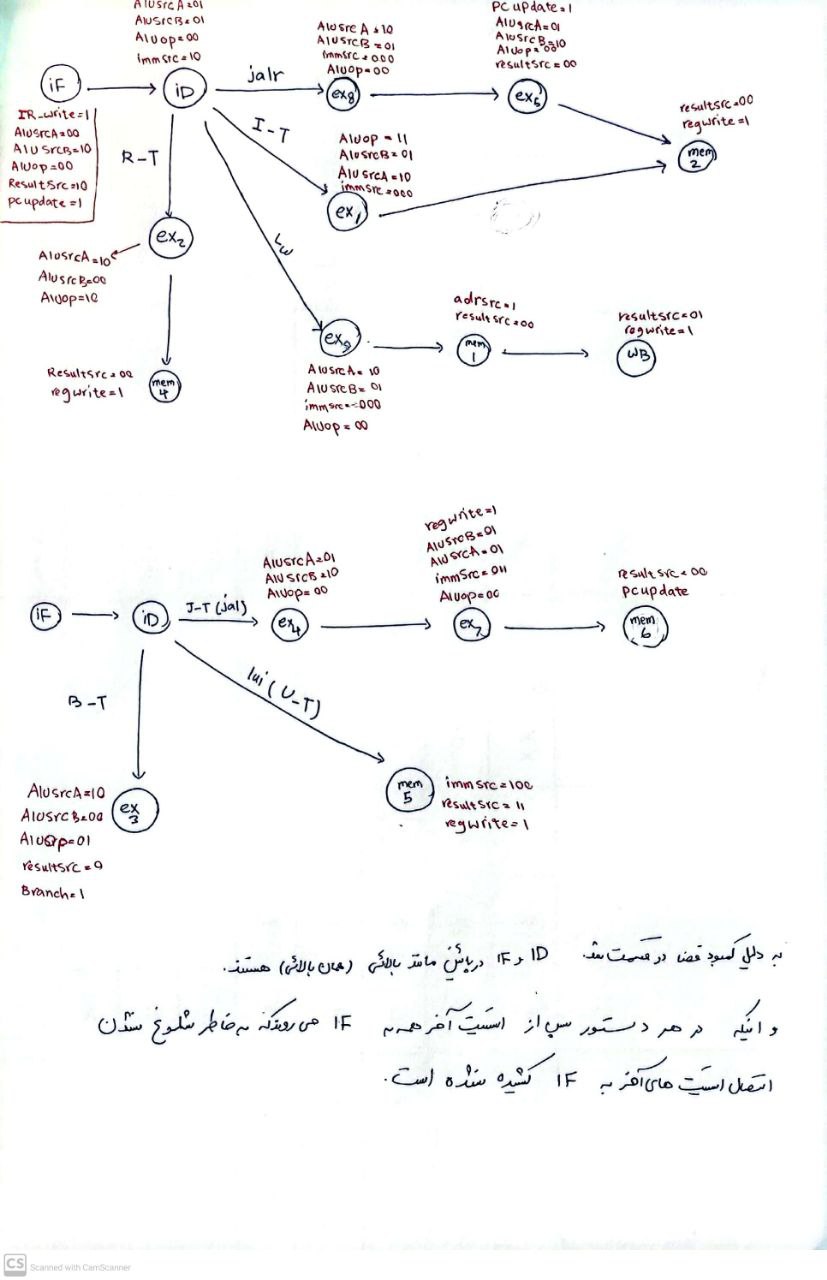 AluSrcA=01
AluSrcB=01
Aluop=00
immSrc=10
iF
IR-write=1
AluSrcA=00
AluSrcB=10
Aluop=00
ResultSrc=10
pcupdate=1
iD
jalr
AluSrcA=10
AluSrcB=01
immSrc=000
Aluop=00
ex8
PCupdate=1
AluSrcA=01
AluSrcB=10
Aluop=00
resultSrc=00
ex5
resultSrc=00
regwrite=1
mem
2
I-T
Aluop=11
AluSrcB=01
AluSrcA=10
immSrc=000
ex1
R-T
ex2
AluSrcA=10
AluSrcB=00
Aluop=10
ResultSrc=00
regwrite=1
mem
4
Lw
ex9
AluSrcA=10
AluSrcB=01
immSrc=000
Aluop=00
adrSrc=1
resultSrc=00
mem
1
resultSrc=01
regwrite=1
WB
iF
iD
J-T (jal)
AluSrcA=01
AluSrcB=10
Aluop=00
ex4
regwrite=1
AluSrcB=01
AluSrcA=01
immSrc=011
Aluop=00
ex7
resultSrc=00
PCupdate
mem
6
B-T
AluSrcA=10
AluSrcB=00
Aluop=01
resultSrc=0
Branch=1
ex
3
lui (U-T)
mem
5
immSrc=100
resultSrc=11
regwrite=1
به دلیل کمبود فضا در قسمت شد. ID و IF در پائین مانند بالائی (همان بالائی) هستند.
و اینکه در هر دستور پس از استیت آخر همه به IF می روند که به خاطر شلوغ شدن
اتصال استیت های آخر به IF کشیده نشده است.
CS Scanned with CamScanner